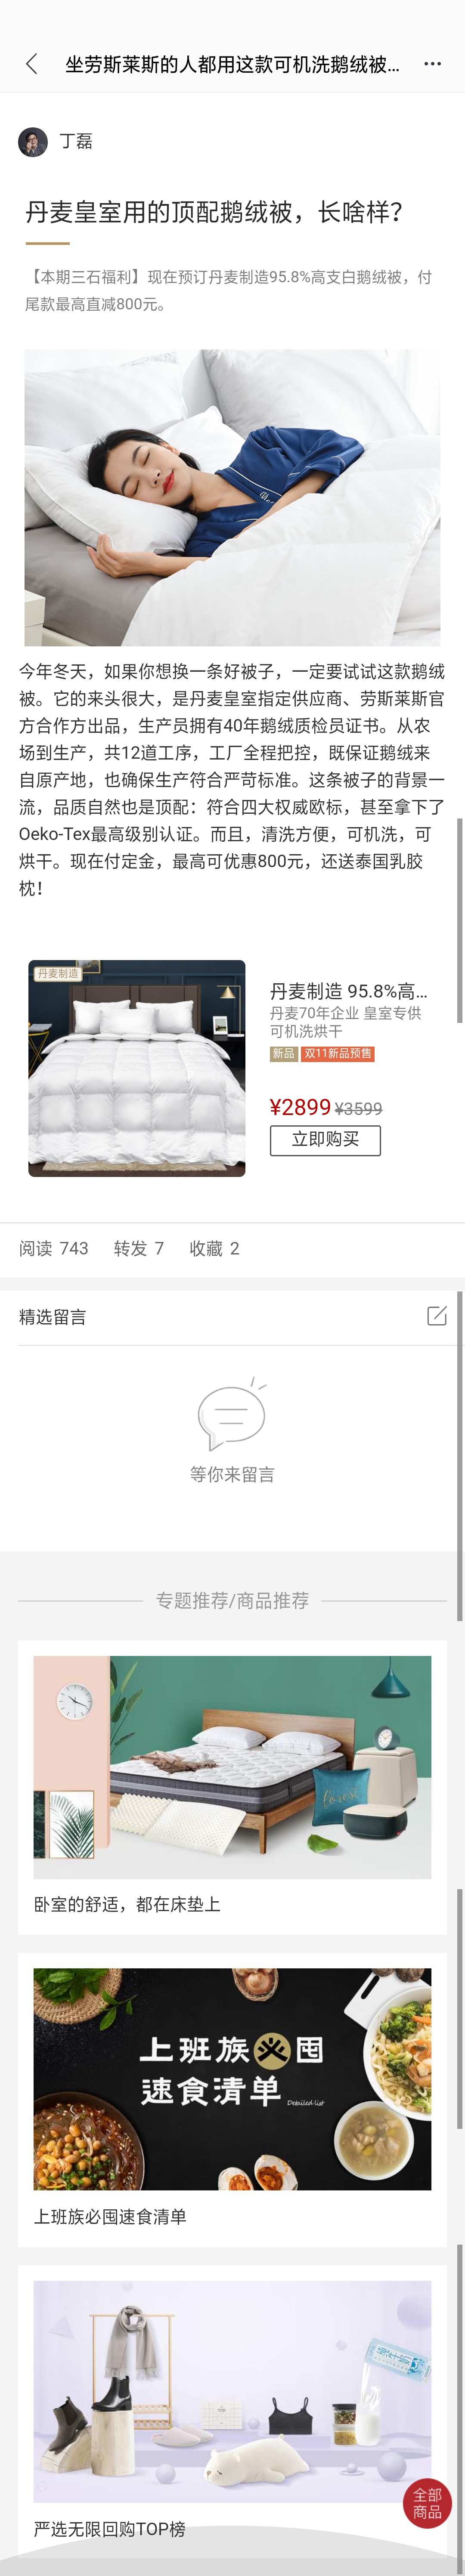 坐劳斯莱斯的人都用这款可机洗鹅绒被...
丁磊
丹麦皇室用的顶配鹅绒被，长啥样？
【本期三石福利】现在预订丹麦制造95.8%高支白鹅绒被，付
尾款最高直减800元。
今年冬天，如果你想换一条好被子，一定要试试这款鹅绒
被。它的来头很大，是丹麦皇室指定供应商、劳斯莱斯官
方合作方出品，生产员拥有40年鹅绒质检员证书。从农
场到生产，共12道工序，工厂全程把控，既保证鹅绒来
自原产地，也确保生产符合严苛标准。这条被子的背景一
流，品质自然也是顶配：符合四大权威欧标，甚至拿下了
Oeko-Tex最高级别认证。而且，清洗方便，可机洗，可
烘干。现在付定金，最高可优惠800元，还送泰国乳胶
枕！
丹麦制造
丹麦制造 95.8%高...
丹麦70年企业 皇室专供
可机洗烘干
新品 双11新品预售
¥2899 ¥3599
立即购买
阅读 743 转发 7 收藏 2
精选留言
等你来留言
专题推荐/商品推荐
forest
卧室的舒适，都在床垫上
上班族必囤
速食清单
Detailed list
上班族必囤速食清单
全部
商品
严选无限回购TOP榜